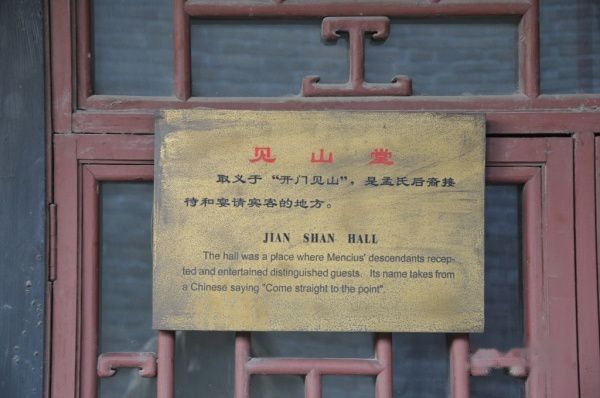 见山堂
取义于“开门见山”，是孟氏后裔接
待和宴请宾客的地方。
JIAN SHAN HALL
The hall was a place where Mencius' descendants recep-
ted and entertained distinguished guests. Its name takes from
a Chinese saying "Come straight to the point".